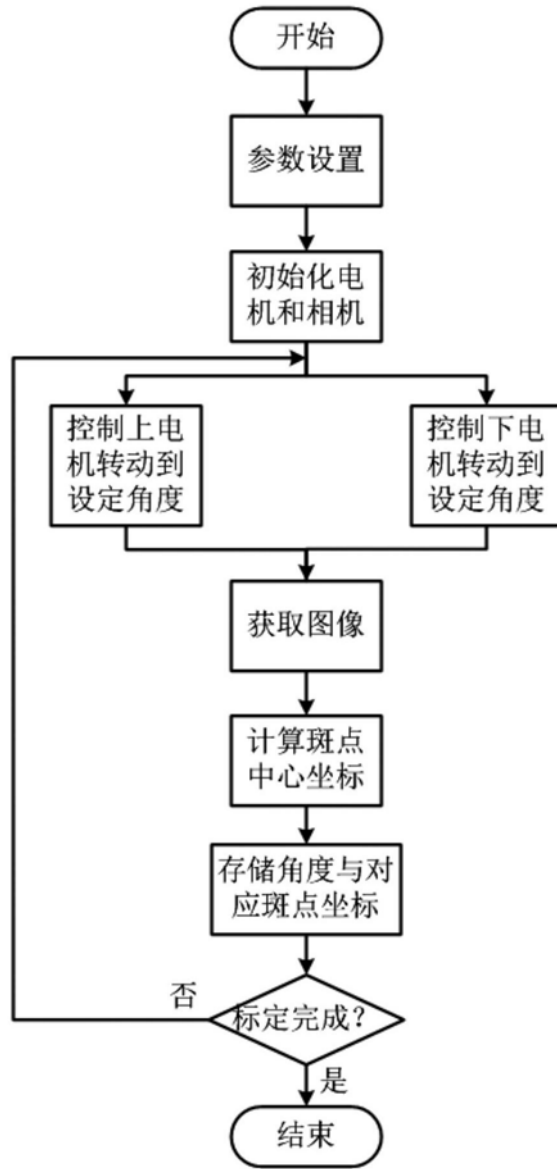 开始
参数设置
初始化电
机和相机
控制上电
机转动到
设定角度
控制下电
机转动到
设定角度
获取图像
计算斑点
中心坐标
存储角度与对
应斑点坐标
否
标定完成？
是
结束